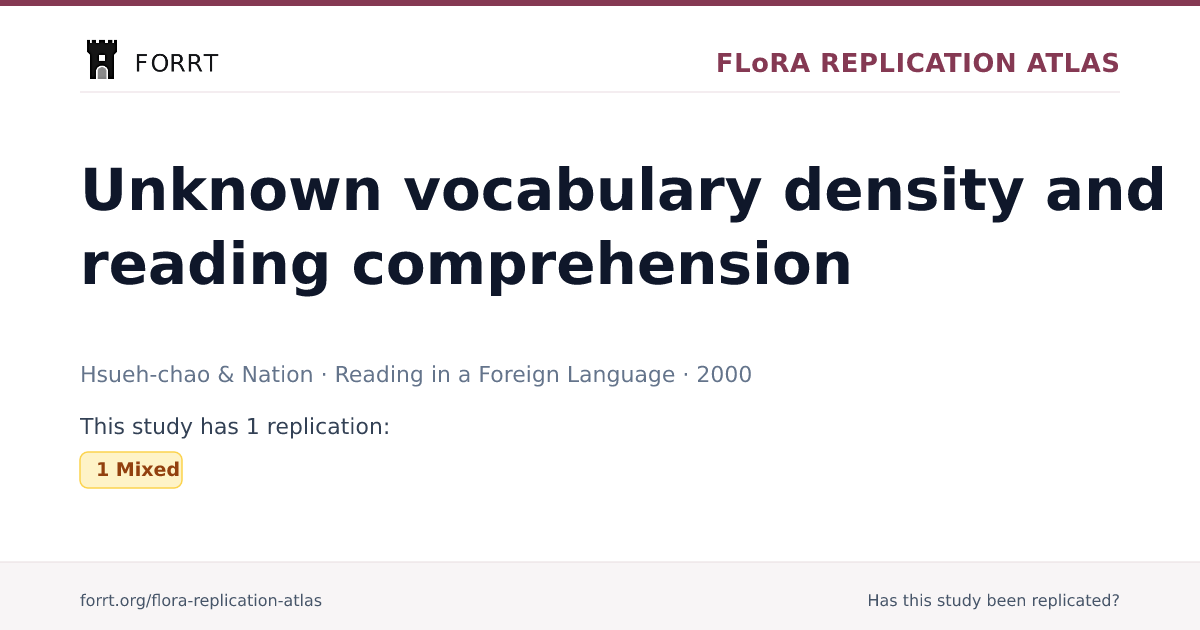 FORRT
FLoRA REPLICATION ATLAS
Unknown vocabulary density and
reading comprehension
Hsueh-chao & Nation · Reading in a Foreign Language · 2000
This study has 1 replication:
1 Mixed
forrt.org/flora-replication-atlas
Has this study been replicated?